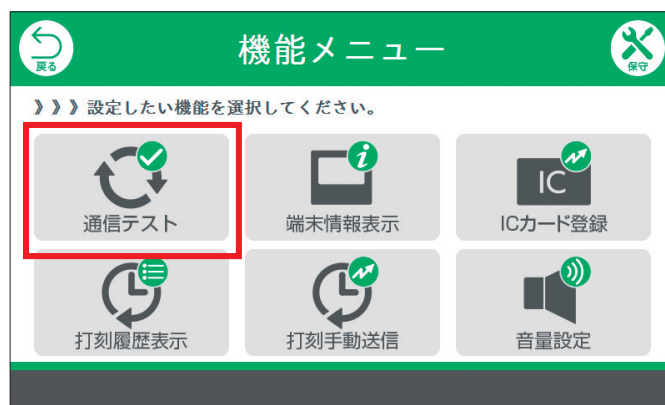 戻る
機能メニュー
保守
》》》設定したい機能を選択してください。
通信テスト
端末情報表示
IC
ICカード登録
打刻履歴表示
打刻手動送信
音量設定